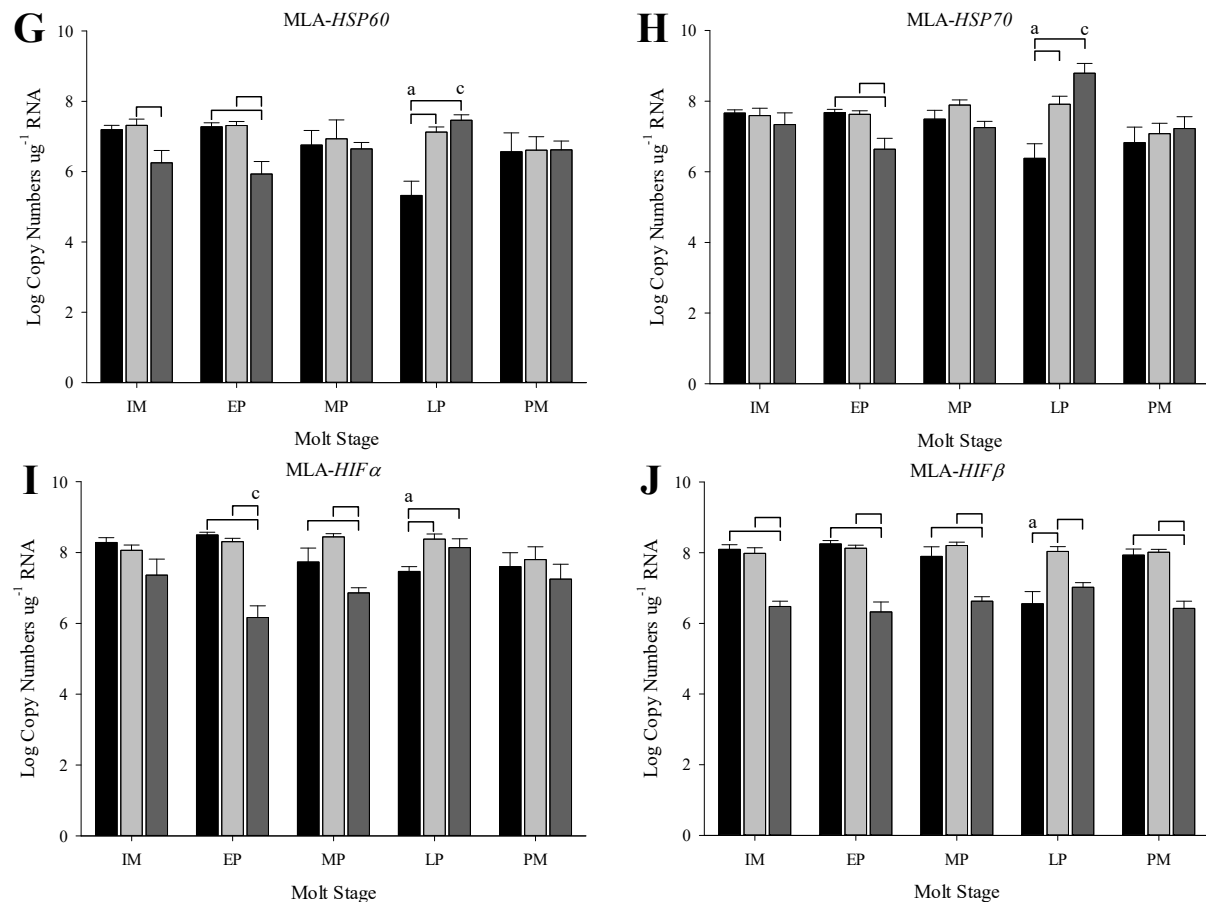 G
MLA-HSP60
Log Copy Numbers ug⁻¹ RNA
10
8
6
4
2
0
a
c
IM EP MP LP PM
Molt Stage
H
MLA-HSP70
Log Copy Numbers ug⁻¹ RNA
10
8
6
4
2
0
a
c
IM EP MP LP PM
Molt Stage
I
MLA-HIFα
Log Copy Numbers ug⁻¹ RNA
10
8
6
4
2
0
c
a
IM EP MP LP PM
Molt Stage
J
MLA-HIFβ
Log Copy Numbers ug⁻¹ RNA
10
8
6
4
2
0
a
IM EP MP LP PM
Molt Stage